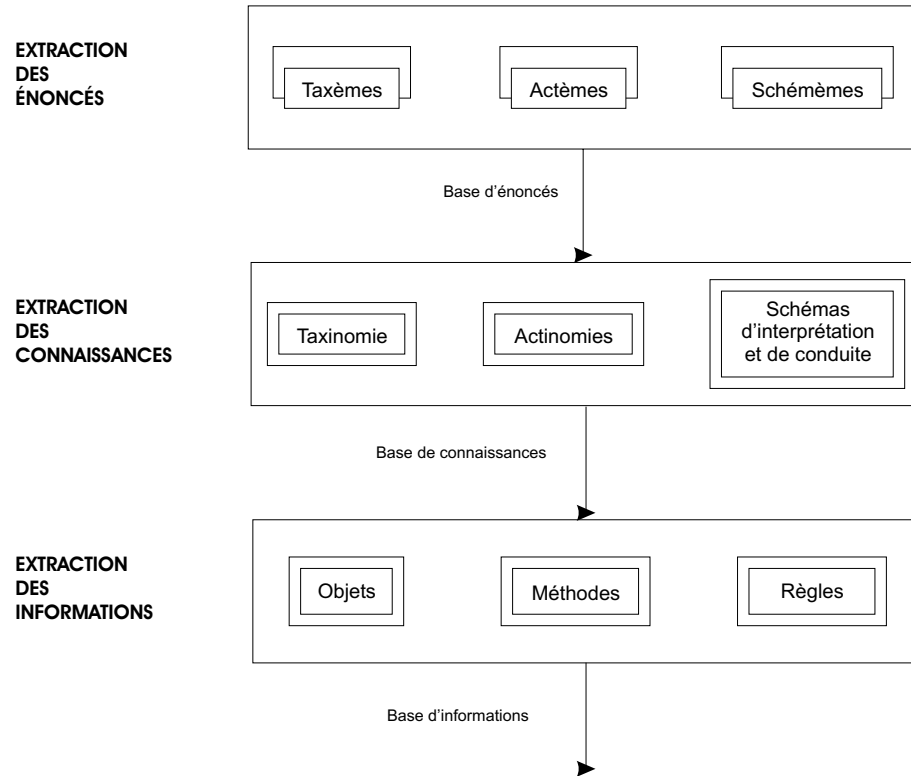 EXTRACTION
DES
ÉNONCÉS
Taxèmes
Actèmes
Schémèmes
Base d'énoncés
EXTRACTION
DES
CONNAISSANCES
Taxinomie
Actinomies
Schémas
d'interprétation
et de conduite
Base de connaissances
EXTRACTION
DES
INFORMATIONS
Objets
Méthodes
Règles
Base d'informations